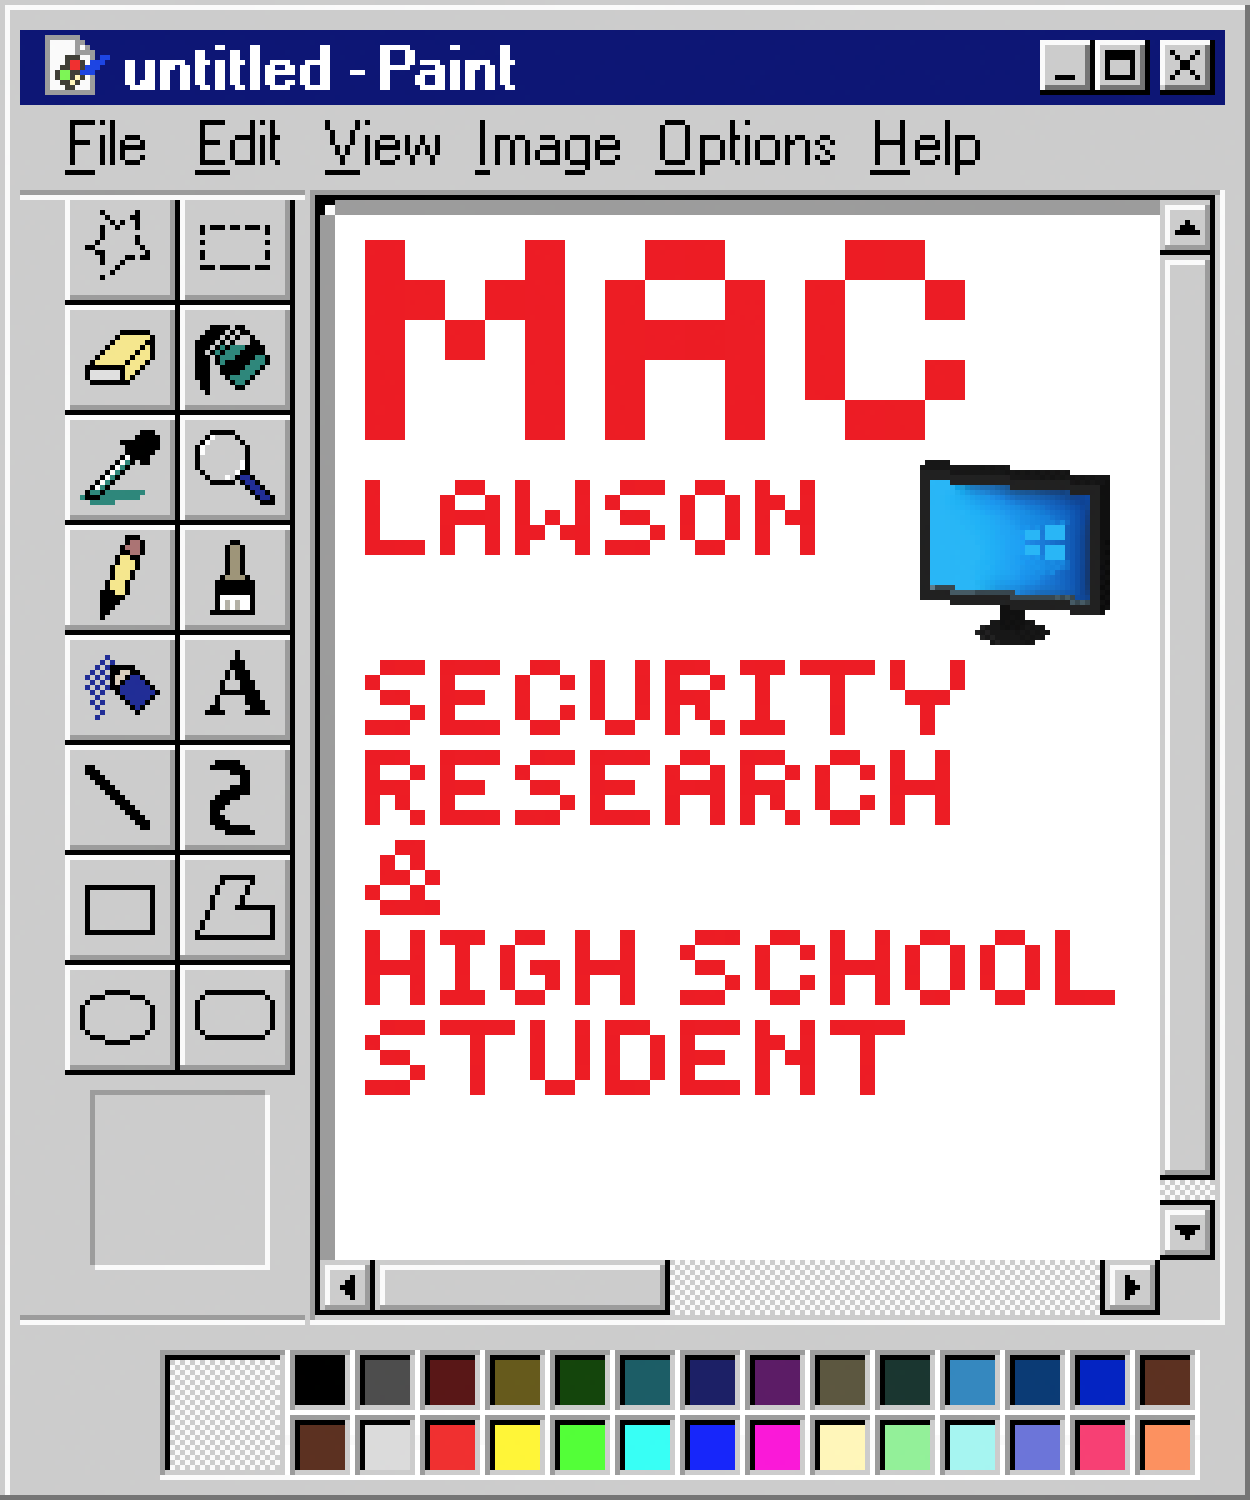 untitled - Paint
File Edit View Image Options Help
MAC
LAWSON
SECURITY
RESEARCH
&
HIGH SCHOOL
STUDENT